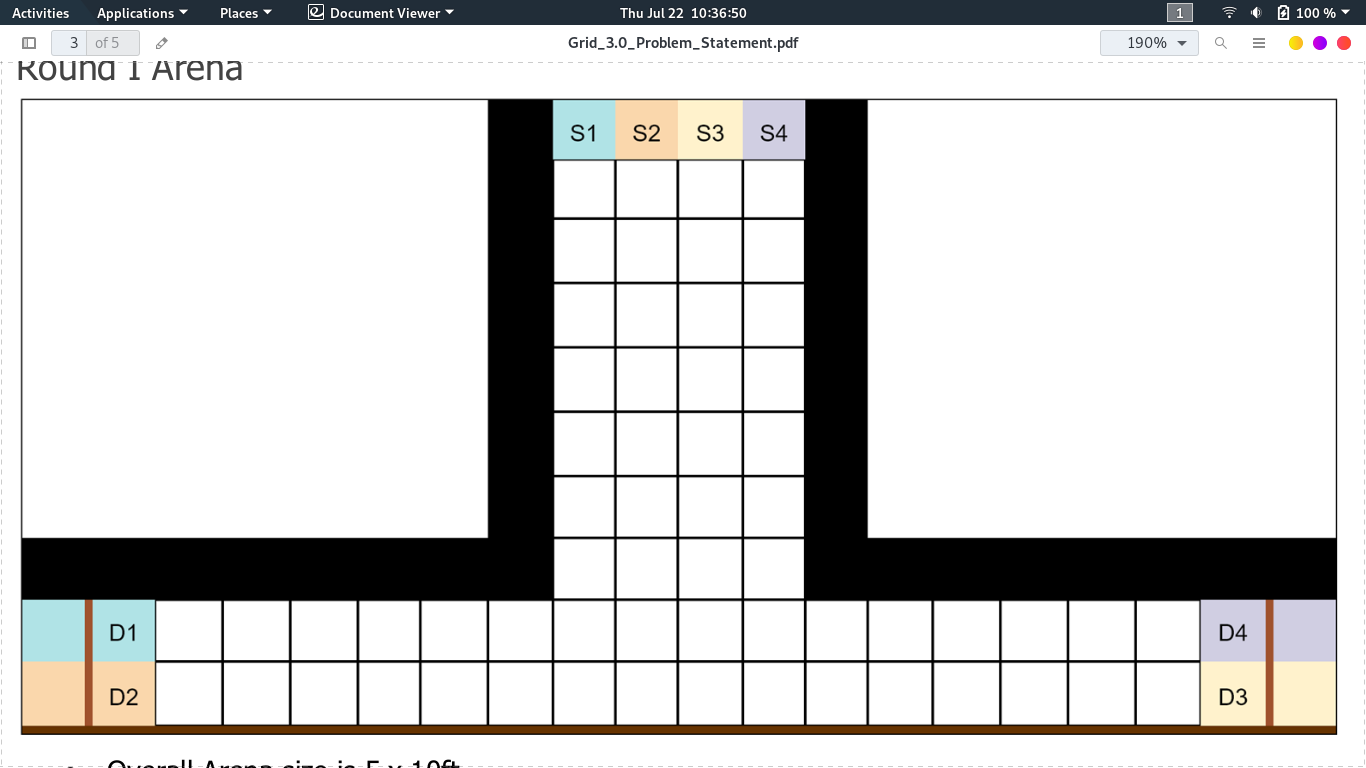 Activities Applications Places Document Viewer Thu Jul 22 10:36:50 1 100 %
3 of 5 Grid_3.0_Problem_Statement.pdf 190%
Round 1 Arena
S1 S2 S3 S4
D1 D4
D2 D3
Overall Arena size is 5 x 10ft